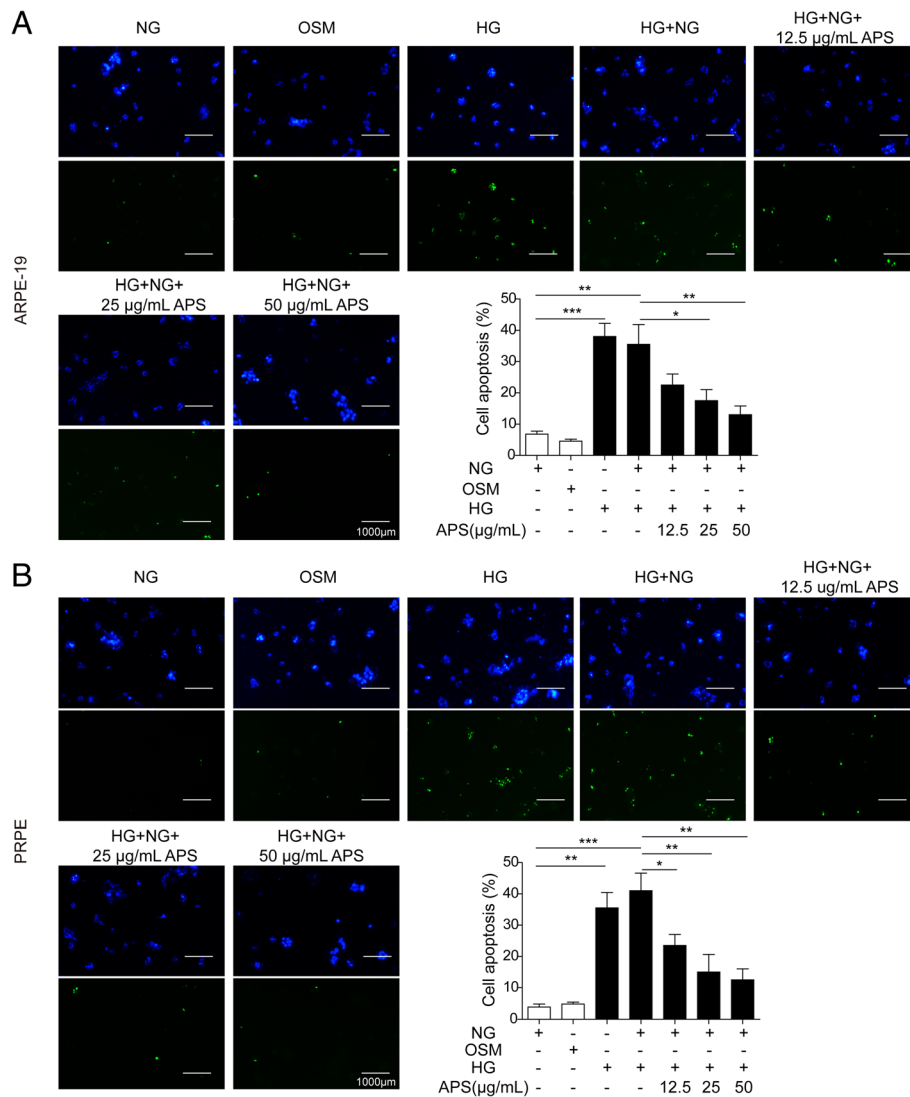 A
NG OSM HG HG+NG HG+NG+
12.5 µg/mL APS
ARPE-19
HG+NG+
25 µg/mL APS
HG+NG+
50 µg/mL APS
1000µm
Cell apoptosis (%)
50
40
30
20
10
0
** **
*** *
NG + - - + + + +
OSM - + - - - - -
HG - - + + + + +
APS(µg/mL) - - - - 12.5 25 50
B
NG OSM HG HG+NG HG+NG+
12.5 ug/mL APS
PRPE
HG+NG+
25 µg/mL APS
HG+NG+
50 µg/mL APS
1000µm
Cell apoptosis (%)
50
40
30
20
10
0
**
*** **
** *
NG + - - + + + +
OSM - + - - - - -
HG - - + + + + +
APS(µg/mL) - - - - 12.5 25 50